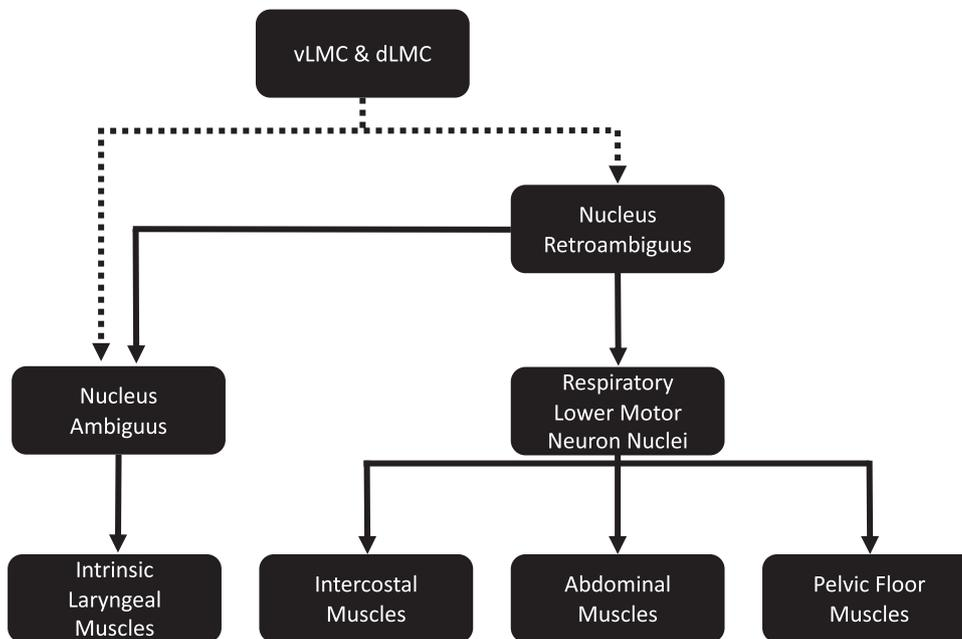 vLMC & dLMC
Nucleus
Retroambiguus
Nucleus
Ambiguus
Respiratory
Lower Motor
Neuron Nuclei
Intrinsic
Laryngeal
Muscles
Intercostal
Muscles
Abdominal
Muscles
Pelvic Floor
Muscles